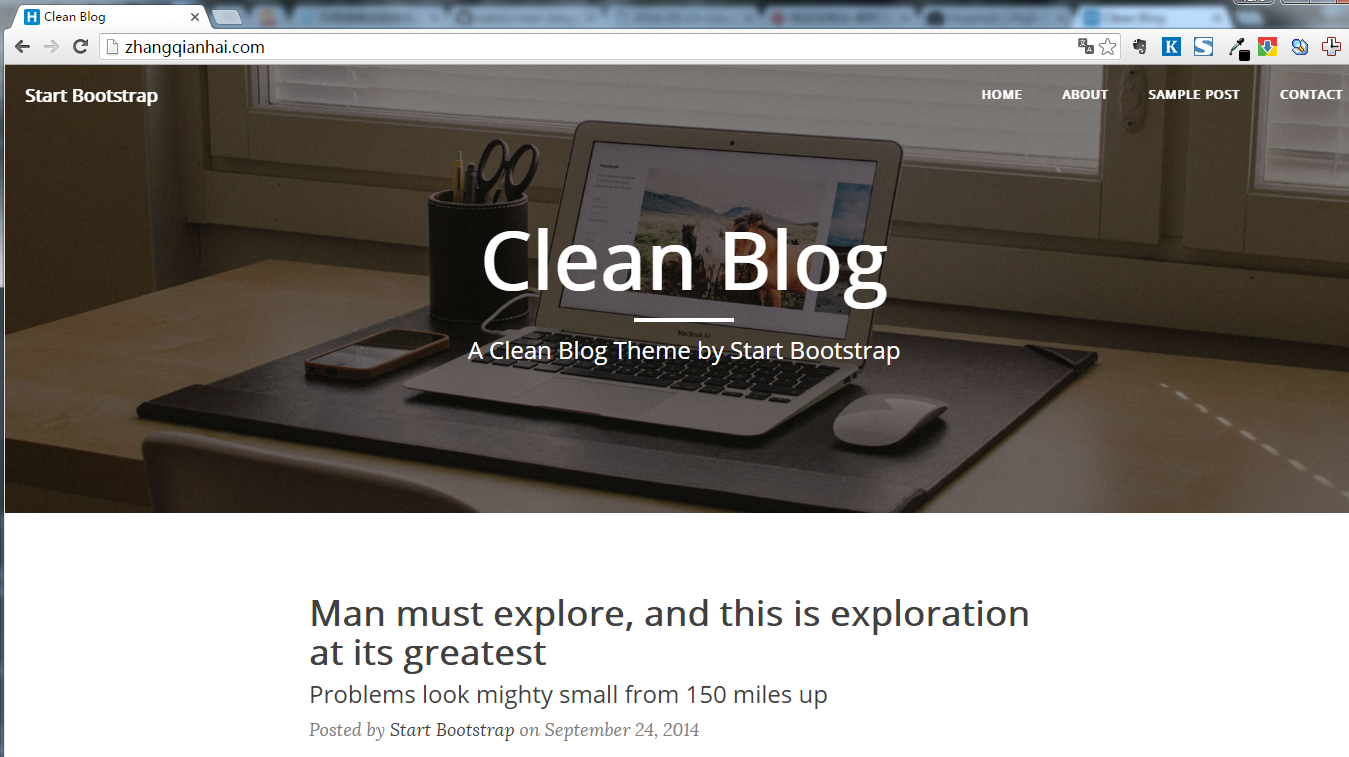 Clean Blog
zhangqianhai.com
Start Bootstrap
HOME ABOUT SAMPLE POST CONTACT
Clean Blog
A Clean Blog Theme by Start Bootstrap
MacBook Air
Man must explore, and this is exploration
at its greatest
Problems look mighty small from 150 miles up
Posted by Start Bootstrap on September 24, 2014